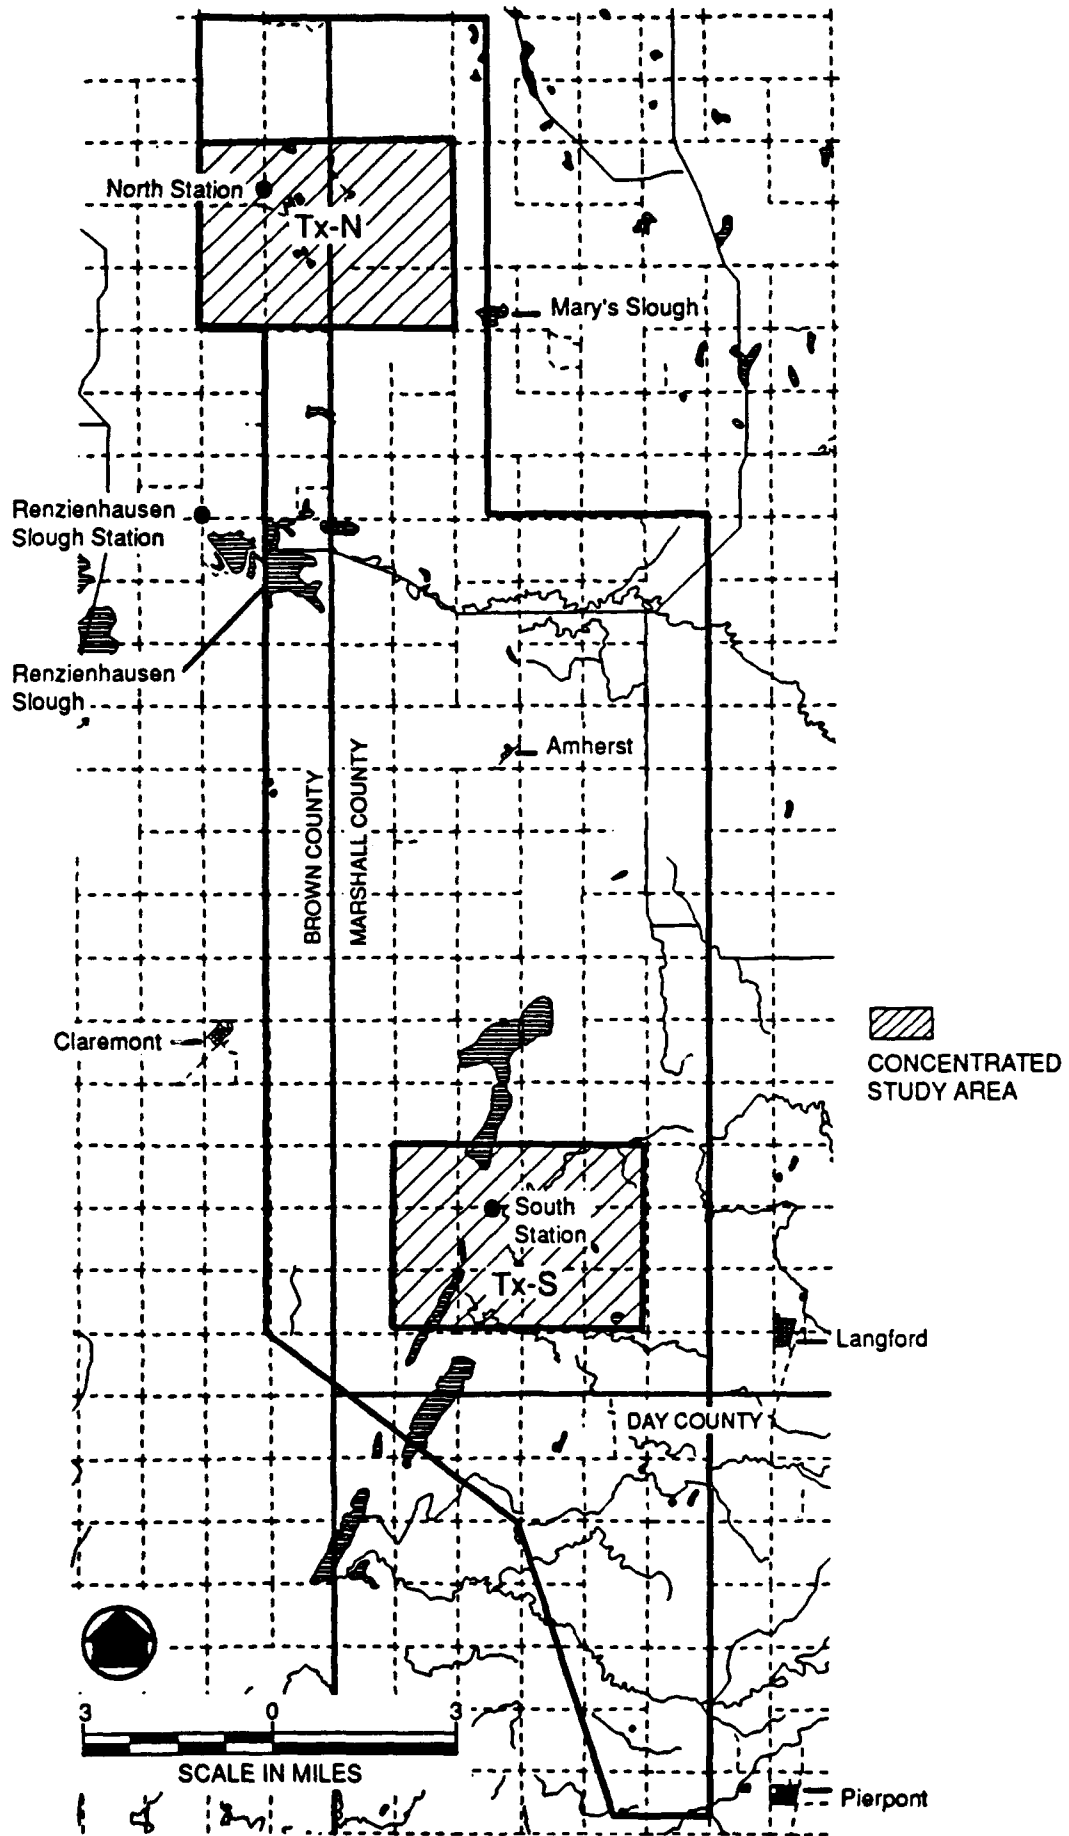 North Station
Tx-N
Mary's Slough
Renzienhausen
Slough Station
Renzienhausen
Slough
Amherst
BROWN COUNTY
MARSHALL COUNTY
Claremont
CONCENTRATED
STUDY AREA
South
Station
Tx-S
Langford
DAY COUNTY
3 0 3
SCALE IN MILES
Pierpont